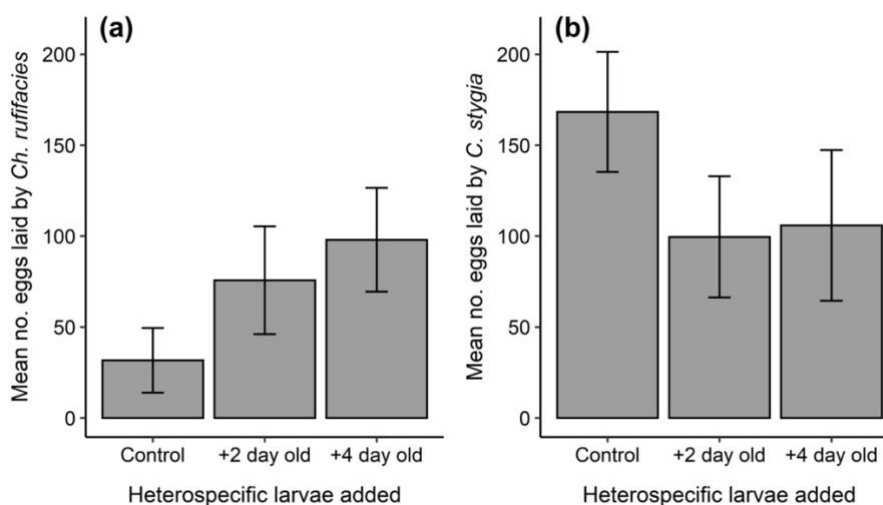 (a)
Mean no. eggs laid by Ch. rufifacies
200
150
100
50
0
Control +2 day old +4 day old
Heterospecific larvae added
(b)
Mean no. eggs laid by C. stygia
200
150
100
50
0
Control +2 day old +4 day old
Heterospecific larvae added